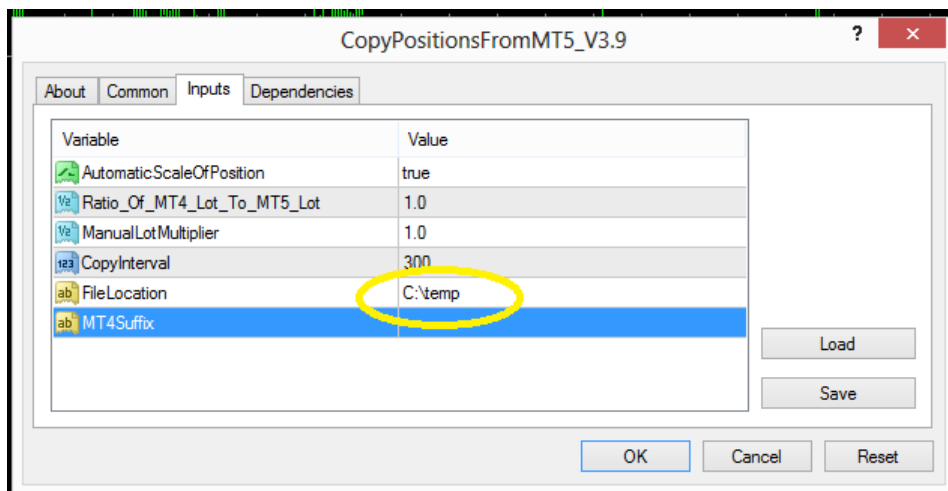 CopyPositionsFromMT5_V3.9
?
×
About Common Inputs Dependencies
Variable Value
AutomaticScaleOfPosition true
Ratio_Of_MT4_Lot_To_MT5_Lot 1.0
ManualLotMultiplier 1.0
CopyInterval 300
FileLocation C:\temp
MT4Suffix
Load
Save
OK Cancel Reset